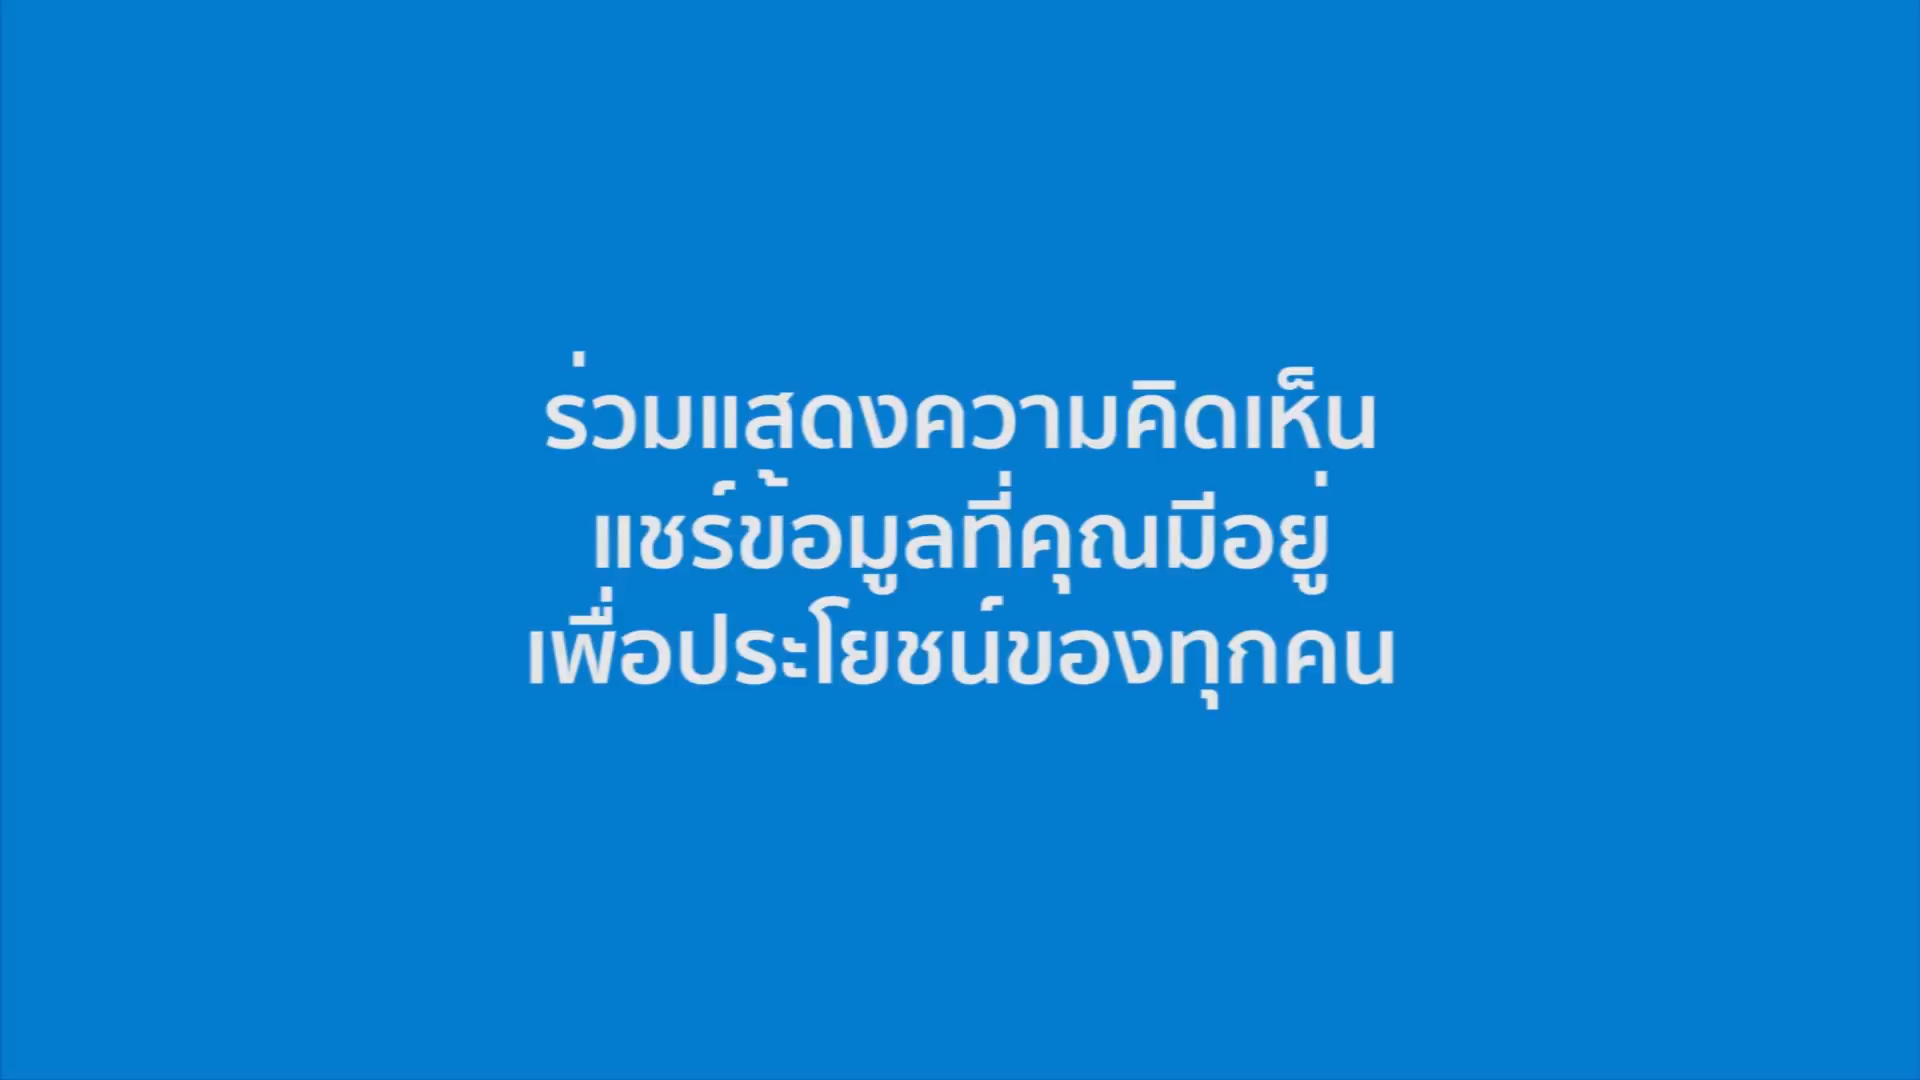 ร่วมแสดงความคิดเห็น
แชร์ข้อมูลที่คุณมีอยู่
เพื่อประโยชน์ของทุกคน